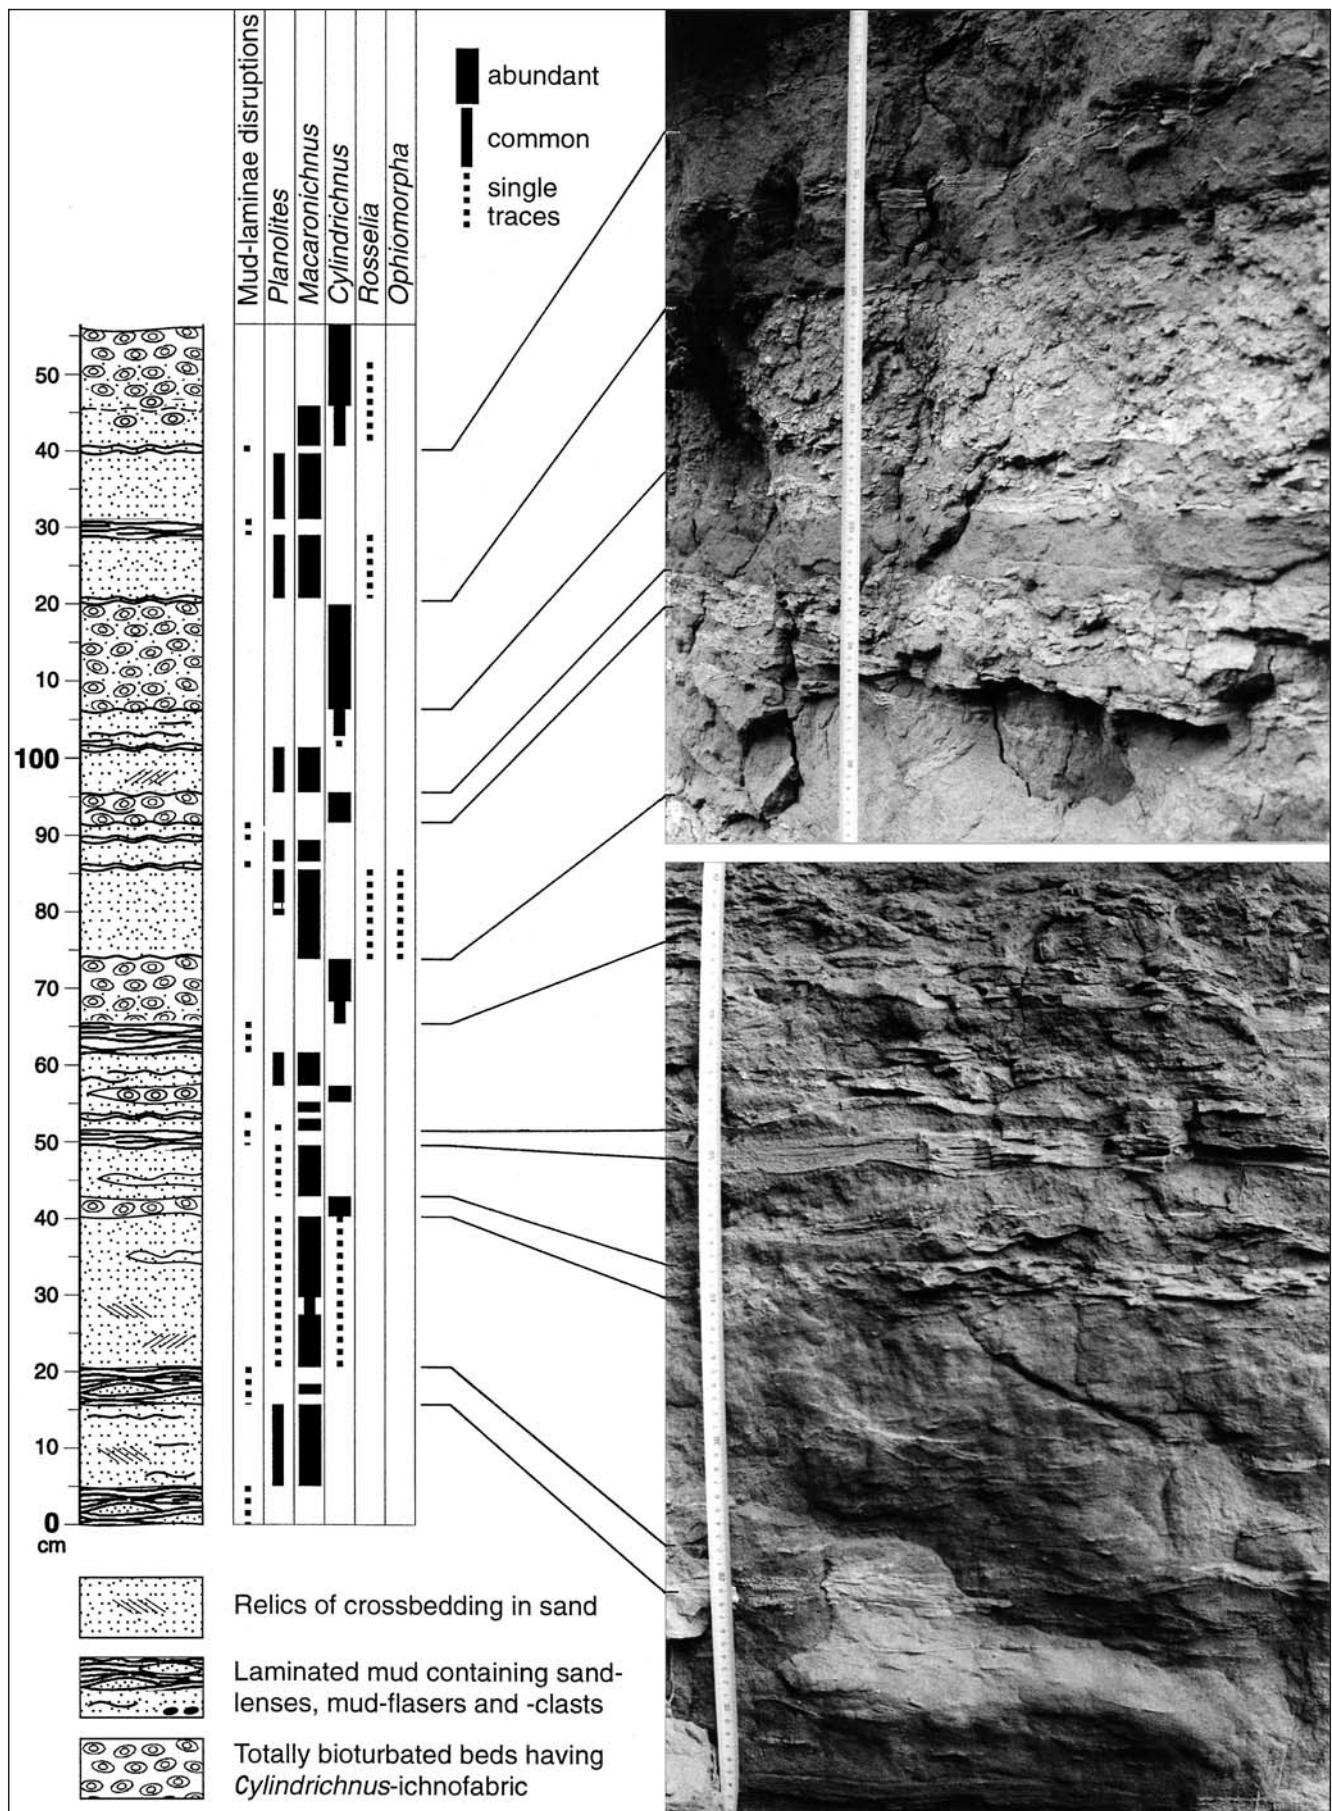 Mud-laminae disruptions
Planolites
Macaronichnus
Cylindrichnus
Rosselia
Ophiomorpha
abundant
common
single
traces
50
40
30
20
10
100
90
80
70
60
50
40
30
20
10
0
cm
Relics of crossbedding in sand
Laminated mud containing sand-
lenses, mud-flasers and -clasts
Totally bioturbated beds having
Cylindrichnus-ichnofabric